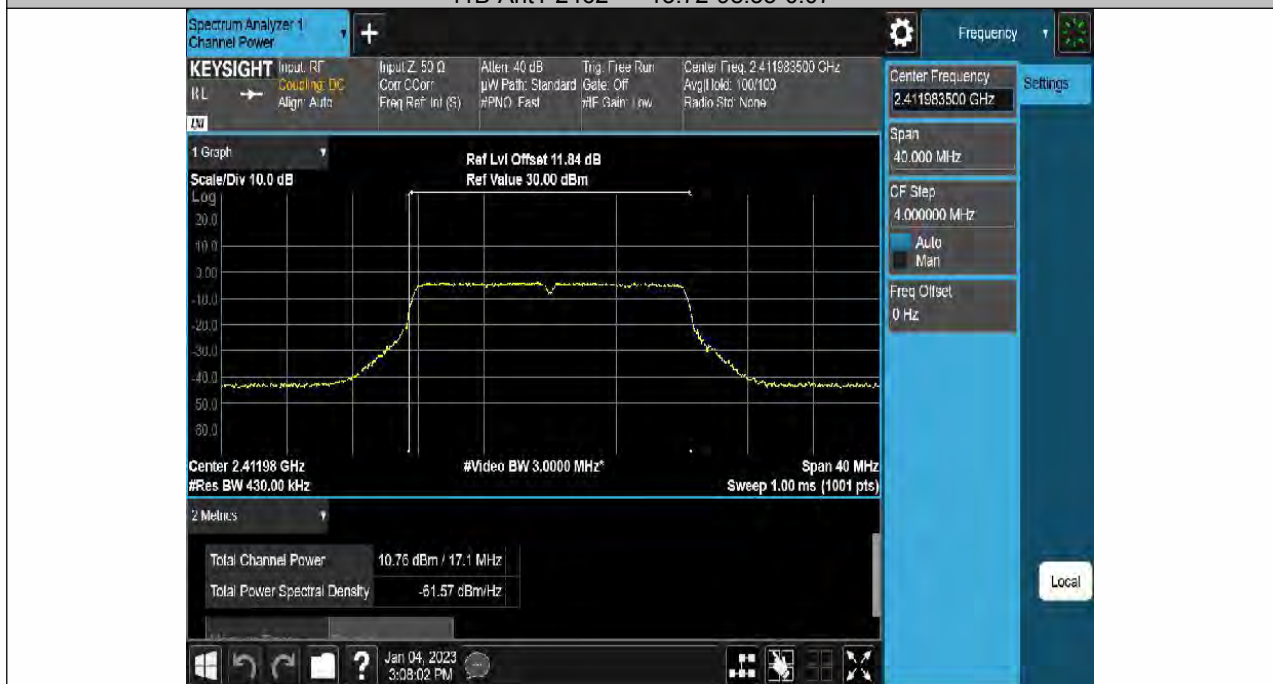 Spectrum Analyzer 1
Channel Power
Frequency
KEYSIGHT Input: RF
Coupling: DC
Align: Auto
RL
LXI
Input Z: 50 Ω
Corr CCorr
Freq Ref: Int (S)
Atten: 40 dB
µW Path: Standard
#PNO: Fast
Trig: Free Run
Gate: Off
#IF Gain: Low
Center Freq: 2.411983500 GHz
Avg|Hold: 100/100
Radio Std: None
Center Frequency
2.411983500 GHz
Settings
Span
40.000 MHz
CF Step
4.000000 MHz
Auto
Man
Freq Offset
0 Hz
1 Graph
Ref Lvl Offset 11.84 dB
Scale/Div 10.0 dB
Ref Value 30.00 dBm
Log
20.0
10.0
0.00
-10.0
-20.0
-30.0
-40.0
-50.0
-60.0
Center 2.41198 GHz
#Video BW 3.0000 MHz*
Span 40 MHz
#Res BW 430.00 kHz
Sweep 1.00 ms (1001 pts)
2 Metrics
Total Channel Power 10.76 dBm / 17.1 MHz
Total Power Spectral Density -61.57 dBm/Hz
Local
Jan 04, 2023
3:08:02 PM